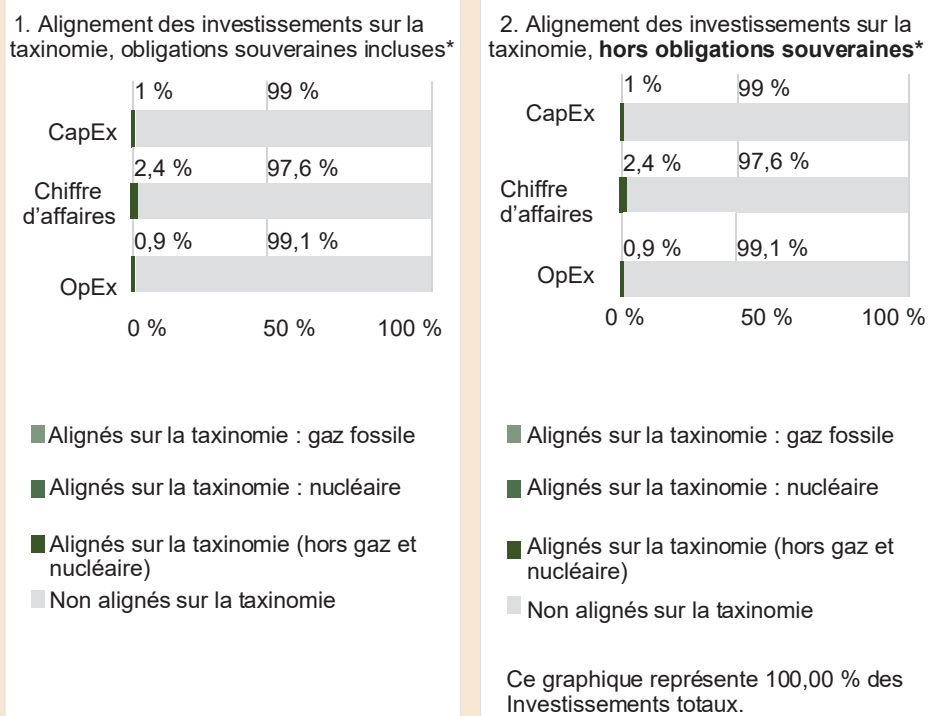 1. Alignement des investissements sur la
taxinomie, obligations souveraines incluses*
1 % 99 %
CapEx
2,4 % 97,6 %
Chiffre
d’affaires
0,9 % 99,1 %
OpEx
0 % 50 % 100 %
Alignés sur la taxinomie : gaz fossile
Alignés sur la taxinomie : nucléaire
Alignés sur la taxinomie (hors gaz et
nucléaire)
Non alignés sur la taxinomie
2. Alignement des investissements sur la
taxinomie, hors obligations souveraines*
1 % 99 %
CapEx
2,4 % 97,6 %
Chiffre
d’affaires
0,9 % 99,1 %
OpEx
0 % 50 % 100 %
Alignés sur la taxinomie : gaz fossile
Alignés sur la taxinomie : nucléaire
Alignés sur la taxinomie (hors gaz et
nucléaire)
Non alignés sur la taxinomie
Ce graphique représente 100,00 % des
Investissements totaux.